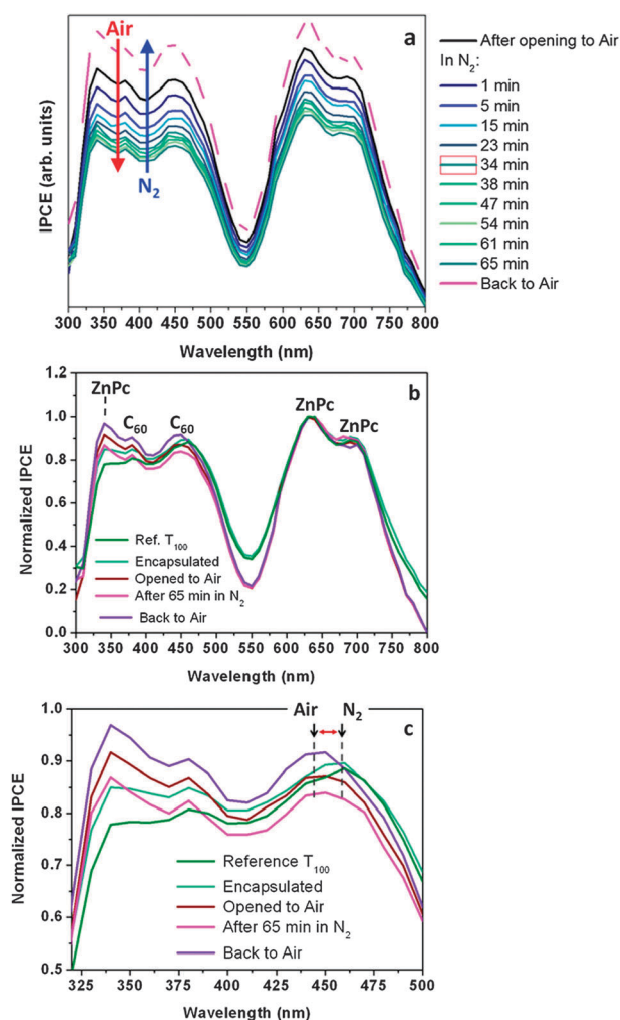 Air
a
N2
IPCE (arb. units)
300 350 400 450 500 550 600 650 700 750 800
Wavelength (nm)
After opening to Air
In N2:
1 min
5 min
15 min
23 min
34 min
38 min
47 min
54 min
61 min
65 min
Back to Air
b
ZnPc
C60
C60
ZnPc
ZnPc
1.2
1.0
0.8
0.6
0.4
0.2
0.0
Normalized IPCE
Ref. T100
Encapsulated
Opened to Air
After 65 min in N2
Back to Air
300 350 400 450 500 550 600 650 700 750 800
Wavelength (nm)
Air N2
c
1.0
0.9
0.8
0.7
0.6
0.5
Normalized IPCE
Reference T100
Encapsulated
Opened to Air
After 65 min in N2
Back to Air
325 350 375 400 425 450 475 500
Wavelength (nm)